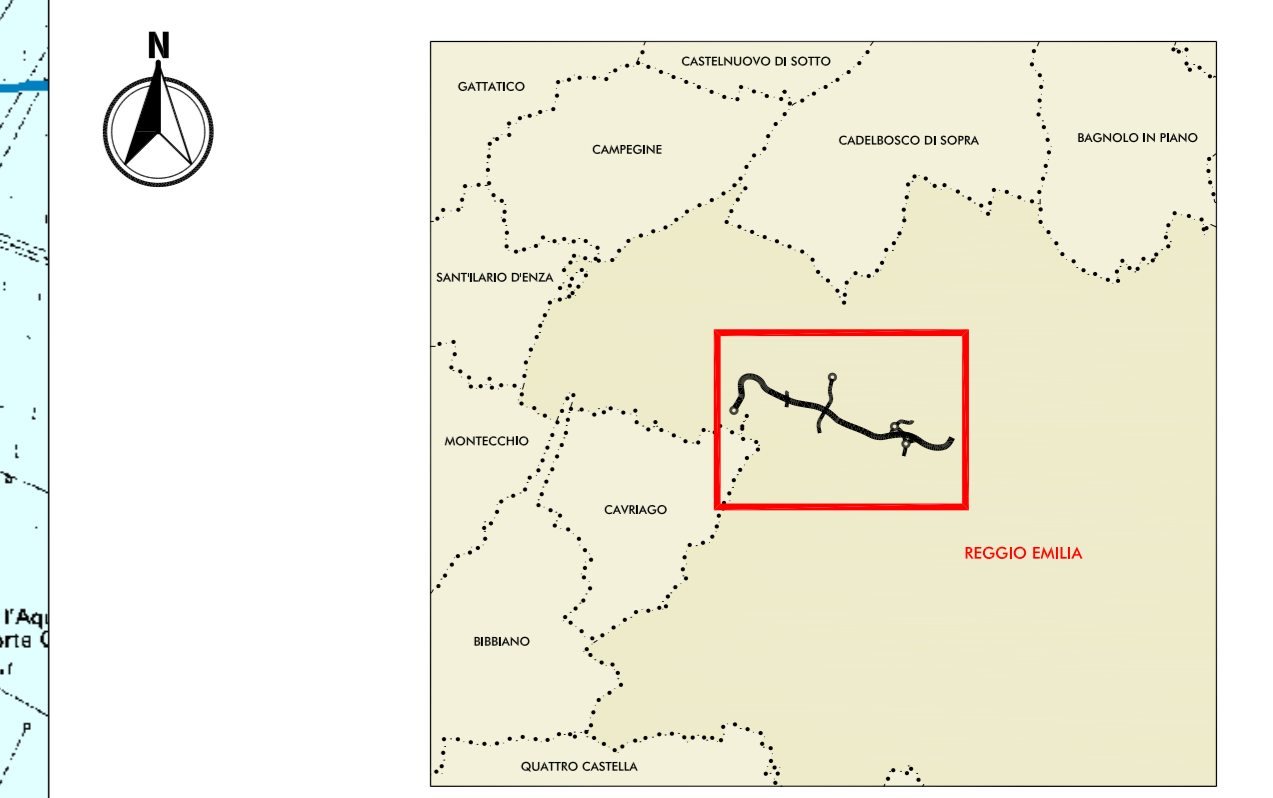 N
CASTELNUOVO DI SOTTO
GATTATICO
CAMPEGINE
CADELBOSCO DI SOPRA
BAGNOLO IN PIANO
SANT'ILARIO D'ENZA
MONTECCHIO
CAVRIAGO
REGGIO EMILIA
l'Aqu
BIBBIANO
QUATTRO CASTELLA